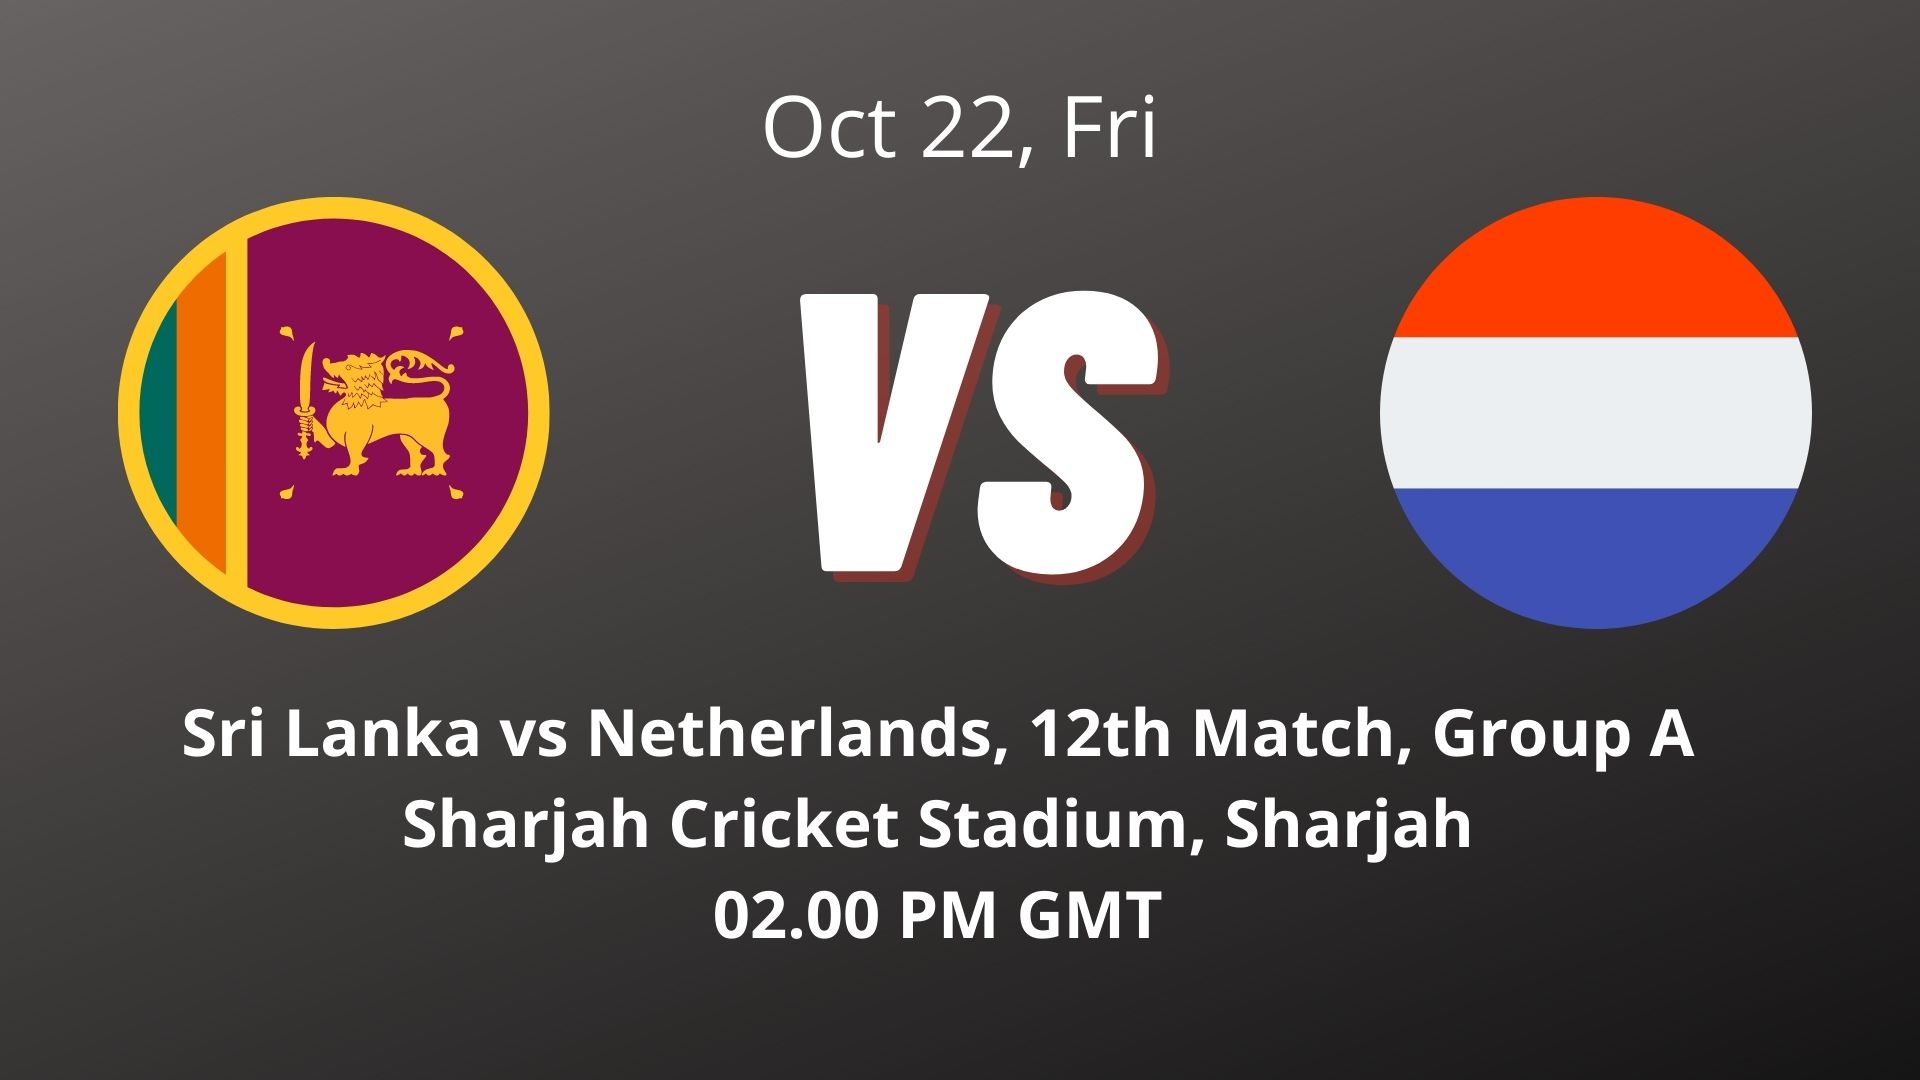 Oct 22, Fri
VS
Sri Lanka vs Netherlands, 12th Match, Group A
Sharjah Cricket Stadium, Sharjah
02.00 PM GMT